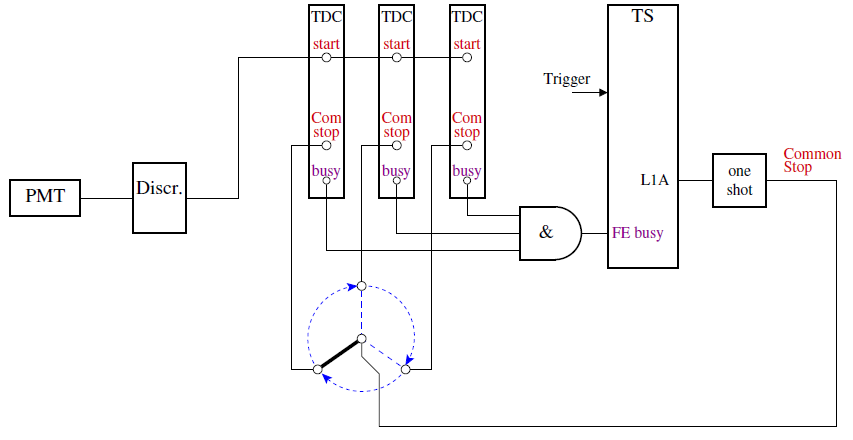 TDC
TDC
TDC
TS
start
start
start
Trigger
Com
stop
Com
stop
Com
stop
busy
busy
busy
PMT
Discr.
L1A
one
shot
Common
Stop
&
FE busy